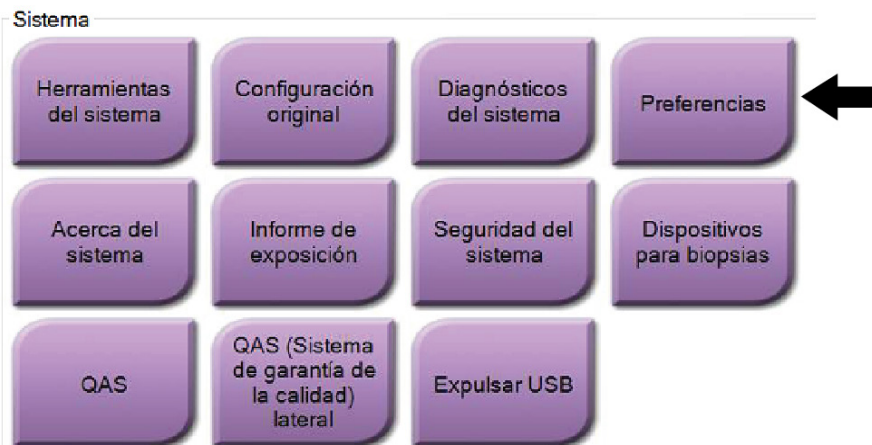 Sistema
Herramientas
del sistema
Configuración
original
Diagnósticos
del sistema
Preferencias
Acerca del
sistema
Informe de
exposición
Seguridad del
sistema
Dispositivos
para biopsias
QAS
QAS (Sistema
de garantía de
la calidad)
lateral
Expulsar USB